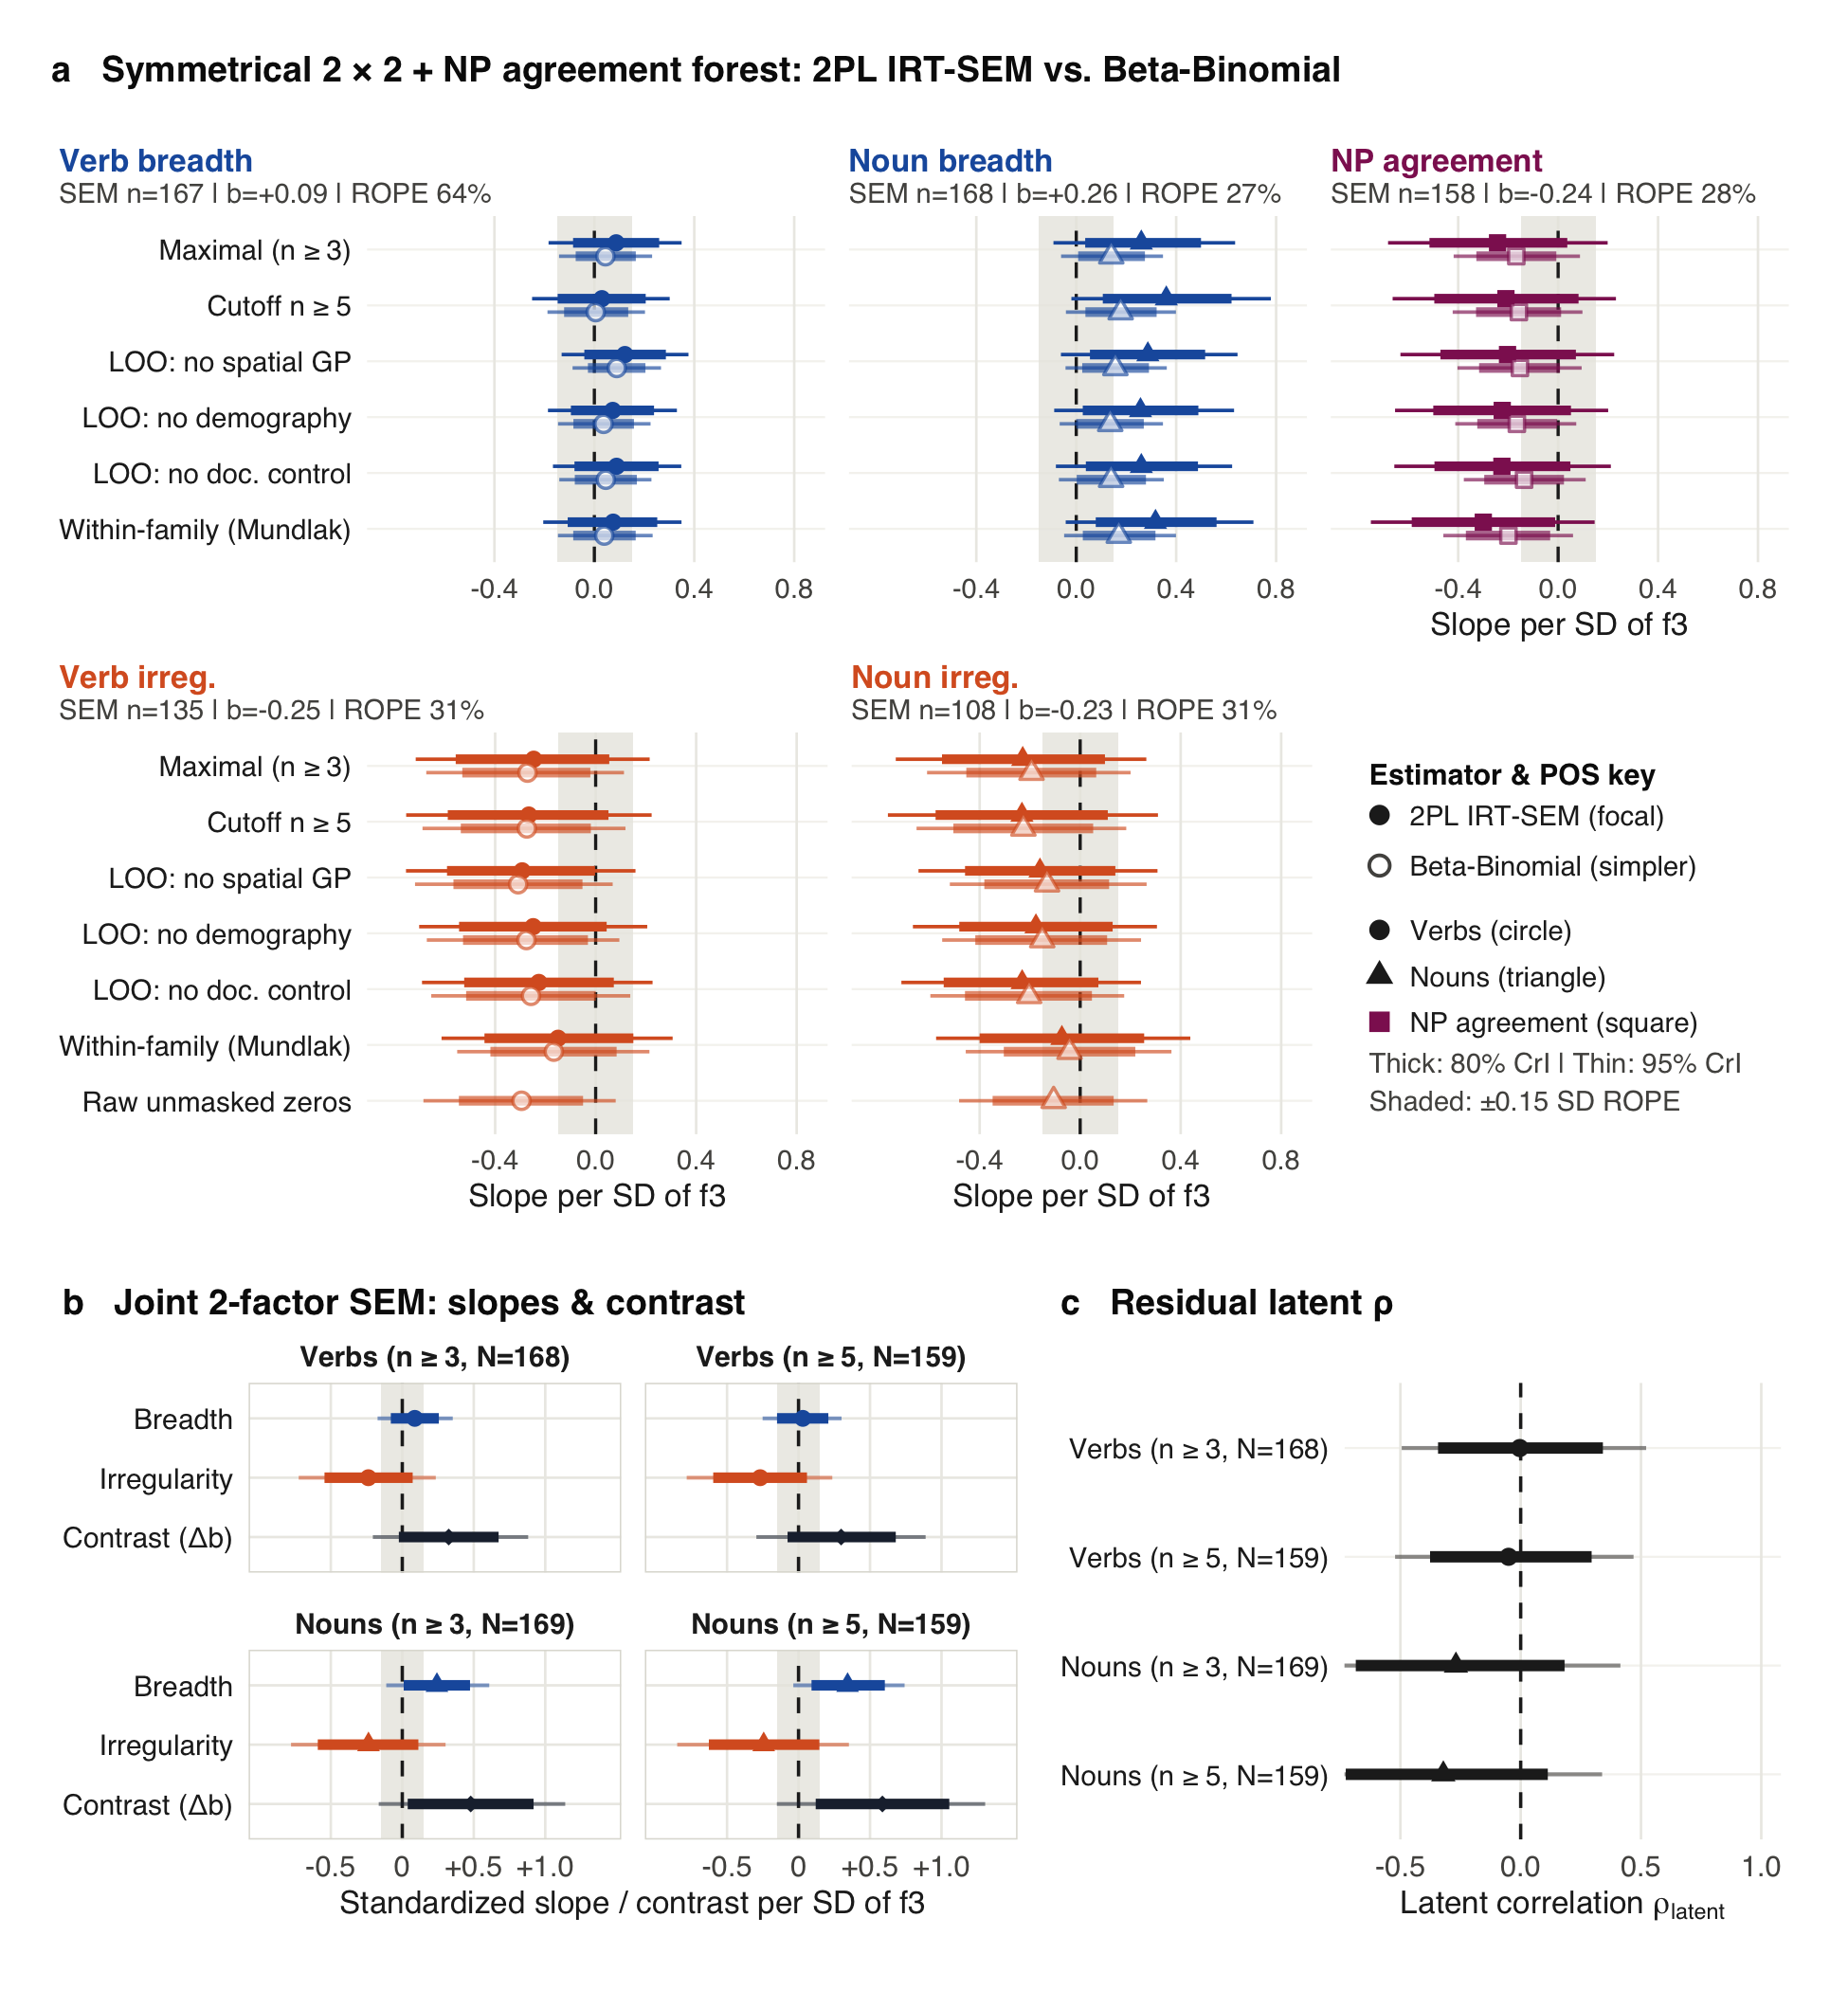 a Symmetrical 2 × 2 + NP agreement forest: 2PL IRT-SEM vs. Beta-Binomial
Verb breadth
SEM n=167 | b=+0.09 | ROPE 64%
Noun breadth
SEM n=168 | b=+0.26 | ROPE 27%
NP agreement
SEM n=158 | b=-0.24 | ROPE 28%
Maximal (n ≥ 3)
Cutoff n ≥ 5
LOO: no spatial GP
LOO: no demography
LOO: no doc. control
Within-family (Mundlak)
-0.4 0.0 0.4 0.8
-0.4 0.0 0.4 0.8
-0.4 0.0 0.4 0.8
Slope per SD of f3
Verb irreg.
SEM n=135 | b=-0.25 | ROPE 31%
Noun irreg.
SEM n=108 | b=-0.23 | ROPE 31%
Maximal (n ≥ 3)
Cutoff n ≥ 5
LOO: no spatial GP
LOO: no demography
LOO: no doc. control
Within-family (Mundlak)
Raw unmasked zeros
-0.4 0.0 0.4 0.8
Slope per SD of f3
-0.4 0.0 0.4 0.8
Slope per SD of f3
Estimator & POS key
2PL IRT-SEM (focal)
Beta-Binomial (simpler)
Verbs (circle)
Nouns (triangle)
NP agreement (square)
Thick: 80% CrI | Thin: 95% CrI
Shaded: ±0.15 SD ROPE
b Joint 2-factor SEM: slopes & contrast
Verbs (n ≥ 3, N=168)
Verbs (n ≥ 5, N=159)
Breadth
Irregularity
Contrast (Δb)
Nouns (n ≥ 3, N=169)
Nouns (n ≥ 5, N=159)
Breadth
Irregularity
Contrast (Δb)
-0.5 0 +0.5 +1.0
-0.5 0 +0.5 +1.0
Standardized slope / contrast per SD of f3
c Residual latent ρ
Verbs (n ≥ 3, N=168)
Verbs (n ≥ 5, N=159)
Nouns (n ≥ 3, N=169)
Nouns (n ≥ 5, N=159)
-0.5 0.0 0.5 1.0
Latent correlation ρlatent